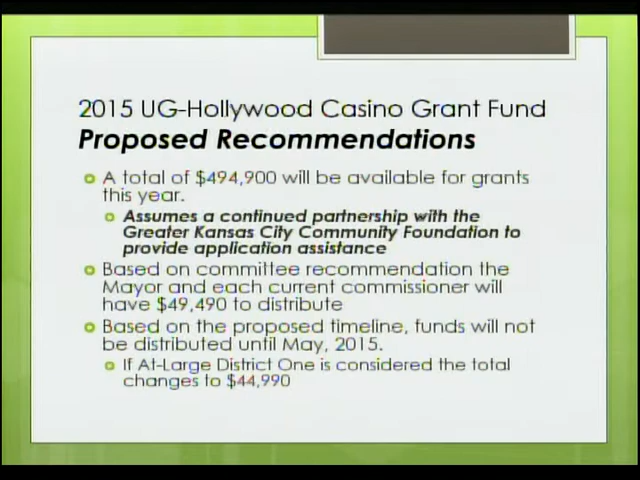 2015 UG-Hollywood Casino Grant Fund
Proposed Recommendations
A total of $494,900 will be available for grants
this year.
Assumes a continued partnership with the
Greater Kansas City Community Foundation to
provide application assistance
Based on committee recommendation the
Mayor and each current commissioner will
have $49,490 to distribute
Based on the proposed timeline, funds will not
be distributed until May, 2015.
If At-Large District One is considered the total
changes to $44,990